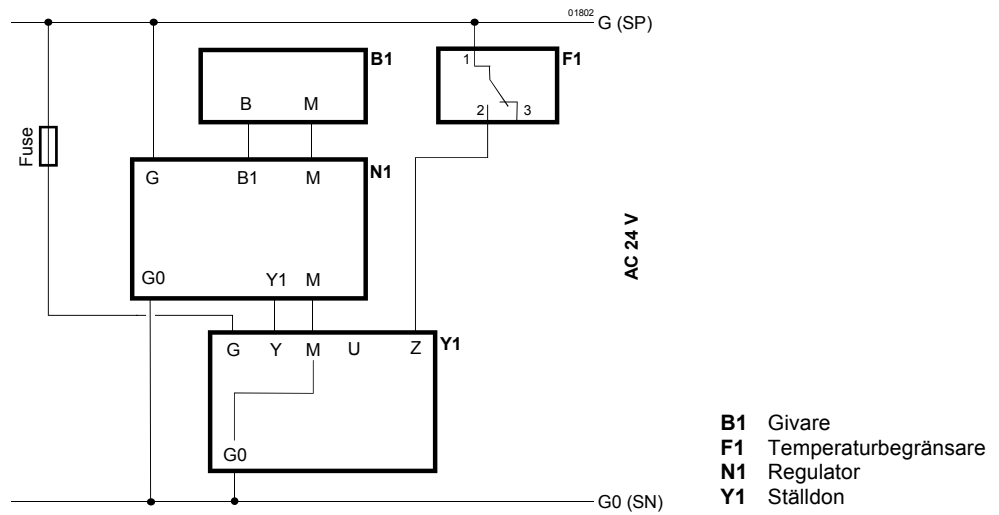 01802
G (SP)
B1
F1
1
B M
2 3
Fuse
N1
G B1 M
AC 24 V
G0 Y1 M
Y1
G Y M U Z
G0
G0 (SN)
B1 Givare
F1 Temperaturbegränsare
N1 Regulator
Y1 Ställdon